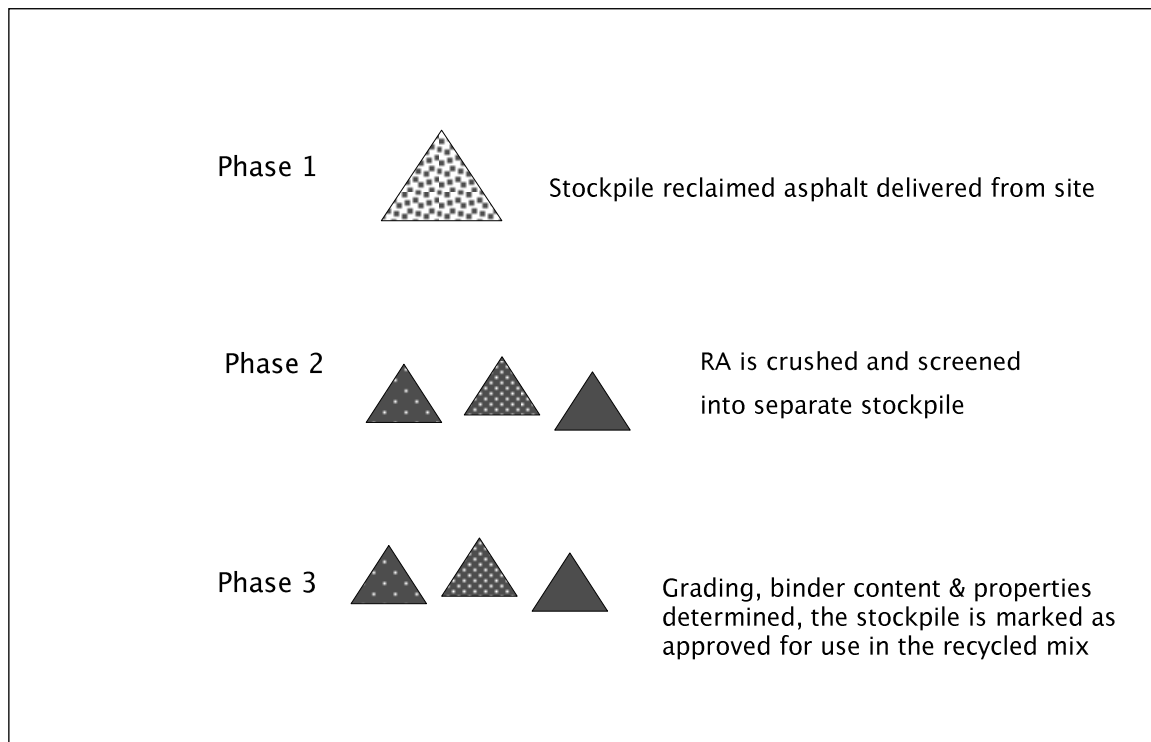 Phase 1
Stockpile reclaimed asphalt delivered from site
Phase 2
RA is crushed and screened
into separate stockpile
Phase 3
Grading, binder content & properties
determined, the stockpile is marked as
approved for use in the recycled mix